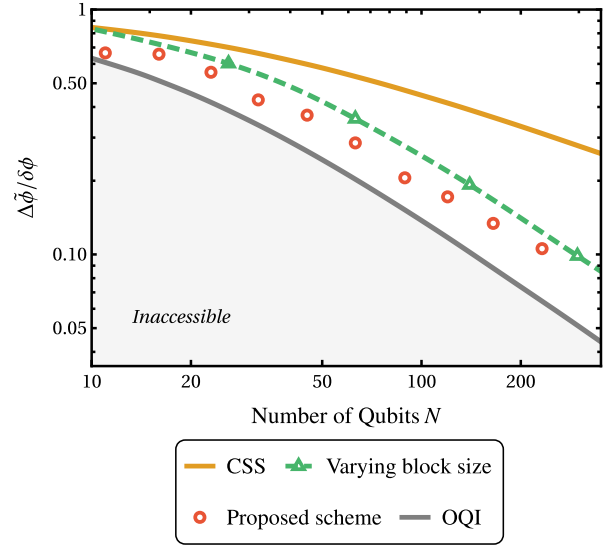 1
0.50
0.10
0.05
Δϕ̃/δϕ
Inaccessible
10 20 50 100 200
Number of Qubits N
CSS Varying block size
Proposed scheme OQI